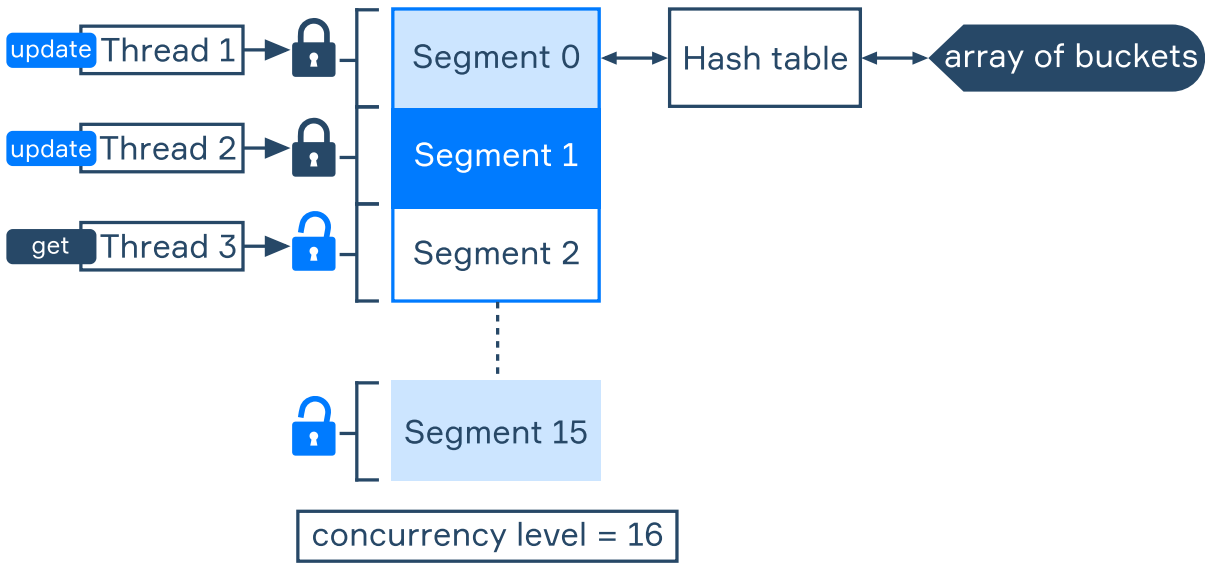 update Thread 1
Segment 0
Hash table
array of buckets
update Thread 2
Segment 1
get Thread 3
Segment 2
Segment 15
concurrency level = 16